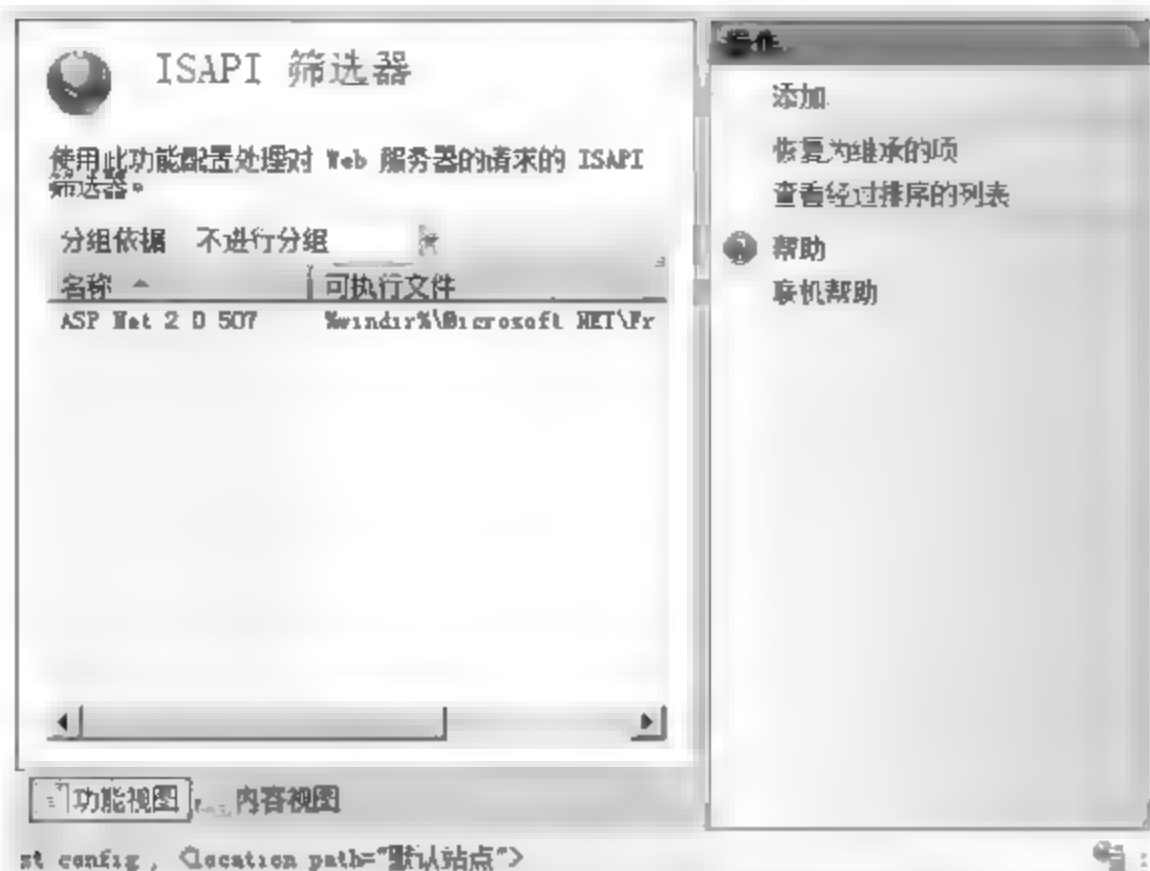 ISAPI 筛选器
使用此功能配置处理对 Web 服务器的请求的 ISAPI
筛选器。
分组依据 不进行分组
名称 可执行文件
ASP Net 2 0 507 %windir%\Microsoft NET\Fr
功能视图 内容视图
st config, <location path="默认站点">
添加
恢复为继承的项
查看经过排序的列表
帮助
联机帮助